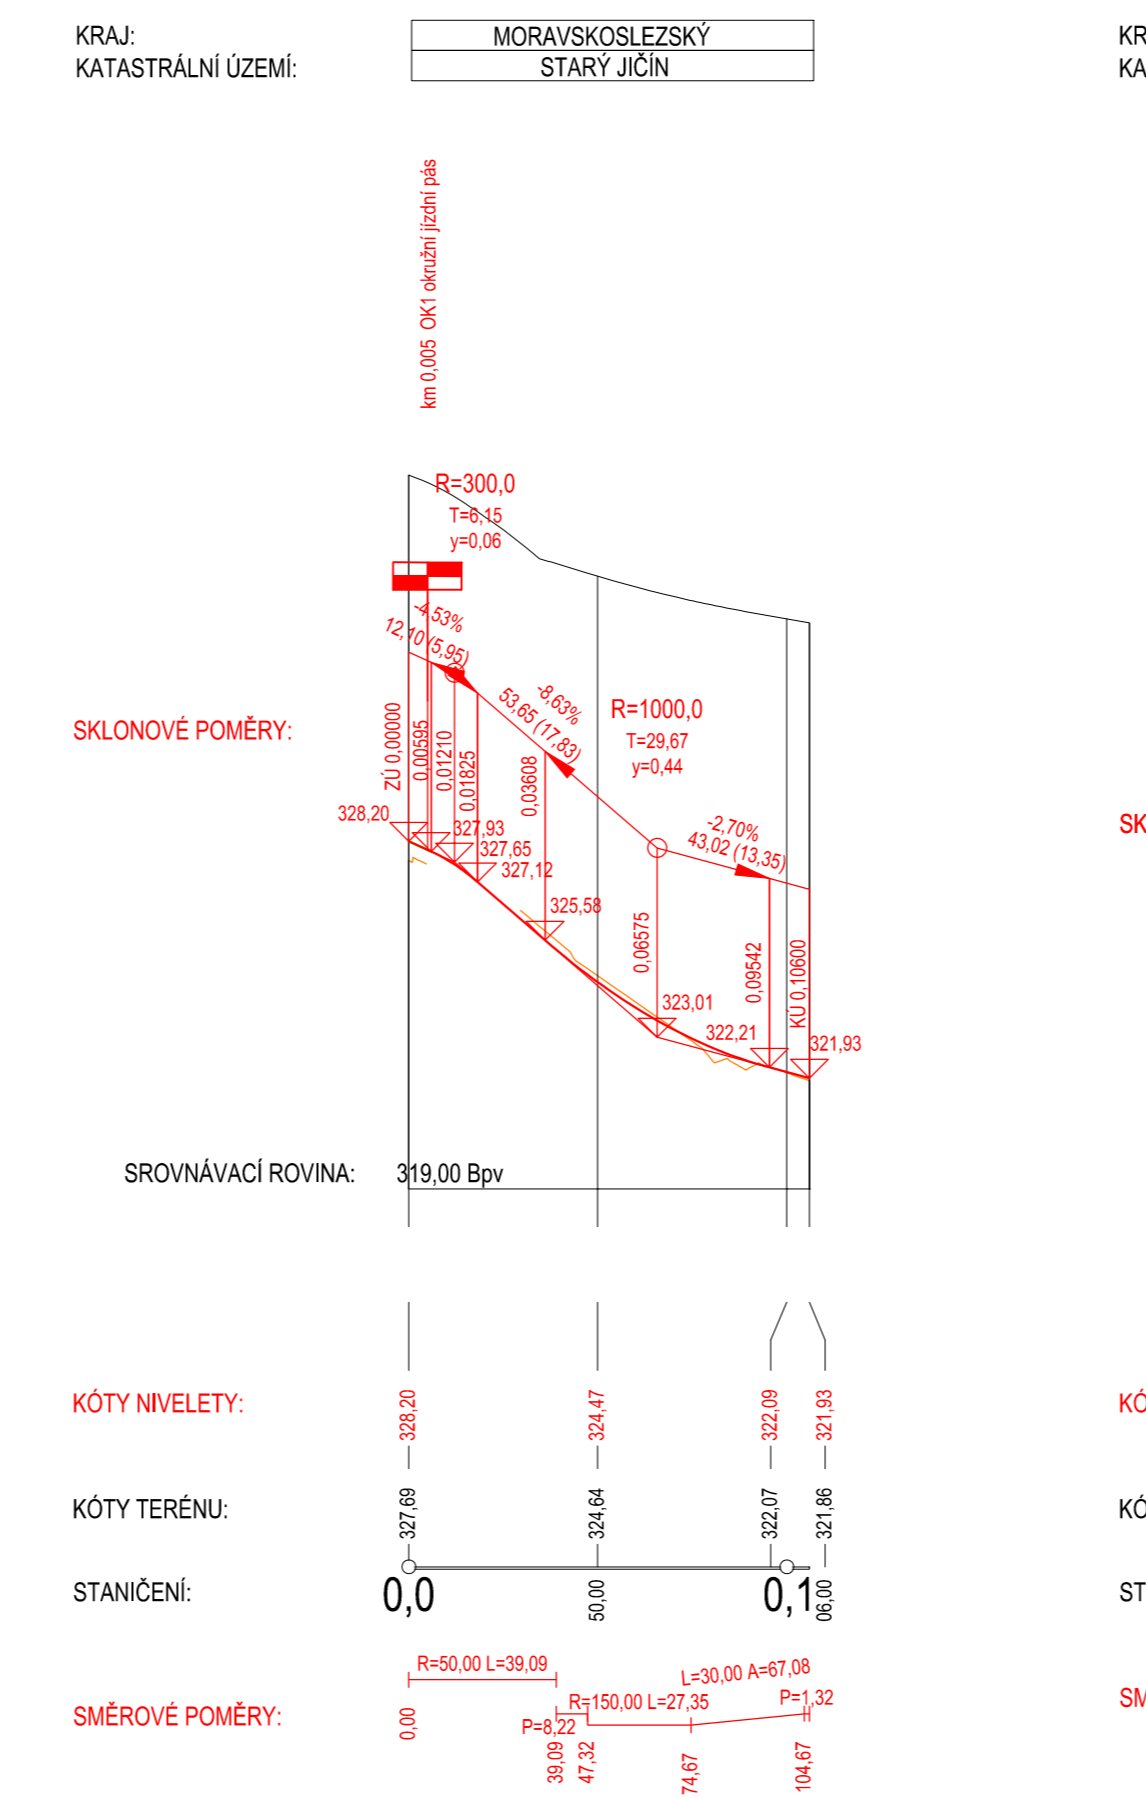 KRAJ:
MORAVSKOSLEZSKÝ
KR
KATASTRÁLNÍ ÚZEMÍ:
STARÝ JIČÍN
KA
km 0,005 OK1 okružní jízdní pás
R=300,0
T=6,15
y=0,06
-4,53%
12,10 (5,95)
-8,63%
53,65 (17,83)
R=1000,0
T=29,67
y=0,44
-2,70%
43,02 (13,35)
SKLONOVÉ POMĚRY:
SK
ZÚ 0,00000
0,00595
0,01210
0,01825
0,03608
0,06575
0,09542
KÚ 0,10600
328,20
327,93
327,65
327,12
325,58
323,01
322,21
321,93
SROVNÁVACÍ ROVINA:
319,00 Bpv
KÓTY NIVELETY:
328,20
324,47
322,09
321,93
KÓ
KÓTY TERÉNU:
327,69
324,64
322,07
321,86
KÓ
STANIČENÍ:
0,0
50,00
0,1
06,00
ST
SMĚROVÉ POMĚRY:
R=50,00 L=39,09
P=8,22
R=150,00 L=27,35
L=30,00 A=67,08
P=1,32
SM
0,00
39,09
47,32
74,67
104,67